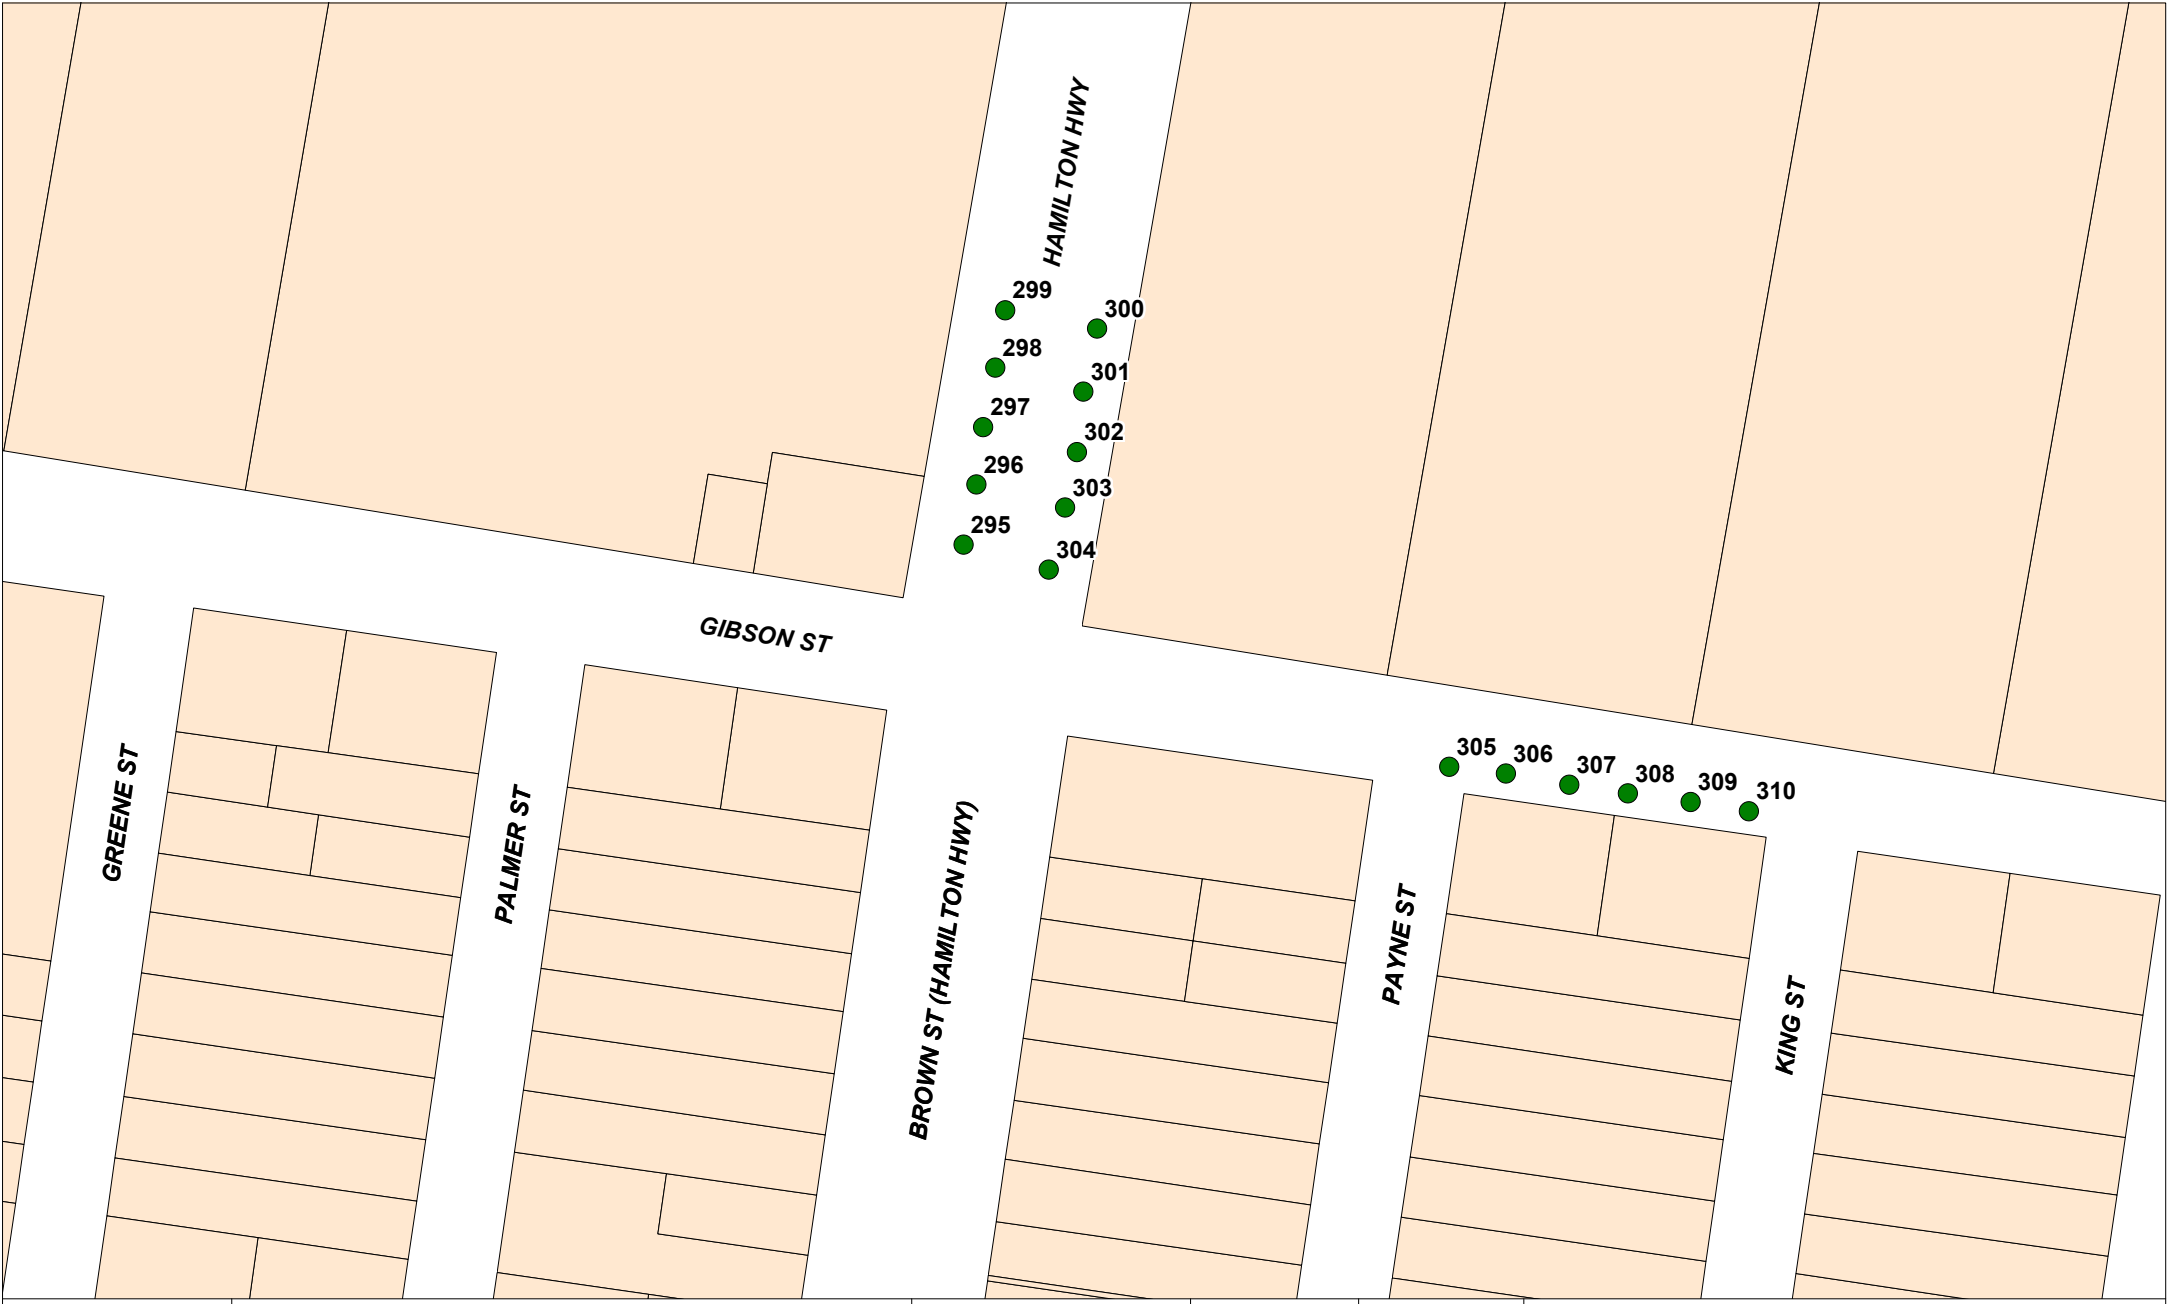 HAMILTON HWY
299
300
298
301
297
302
296
303
295
304
GIBSON ST
305
306
307
308
309
310
GREENE ST
PALMER ST
BROWN ST (HAMILTON HWY)
PAYNE ST
KING ST